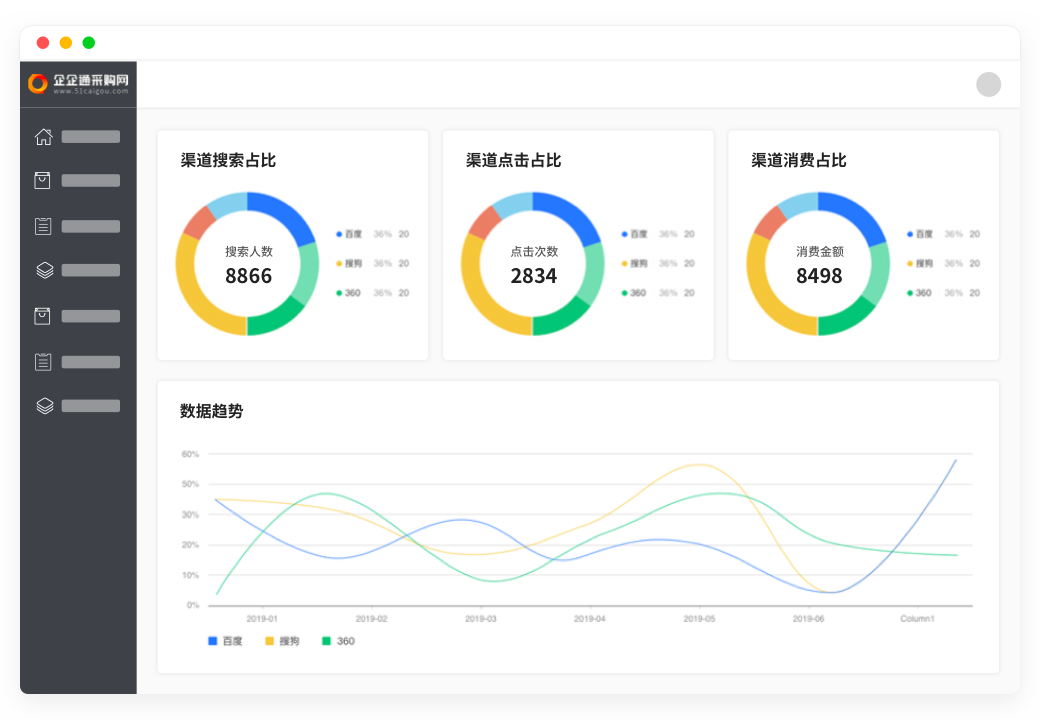 企企通采购网
www.51caigou.com
渠道搜索占比
搜索人数
8866
百度 36% 20
搜狗 36% 20
360 36% 20
渠道点击占比
点击次数
2834
百度 36% 20
搜狗 36% 20
360 36% 20
渠道消费占比
消费金额
8498
百度 36% 20
搜狗 36% 20
360 36% 20
数据趋势
60%
50%
30%
20%
10%
0%
2019-01 2019-02 2019-03 2019-04 2019-05 2019-06 Column1
百度 搜狗 360